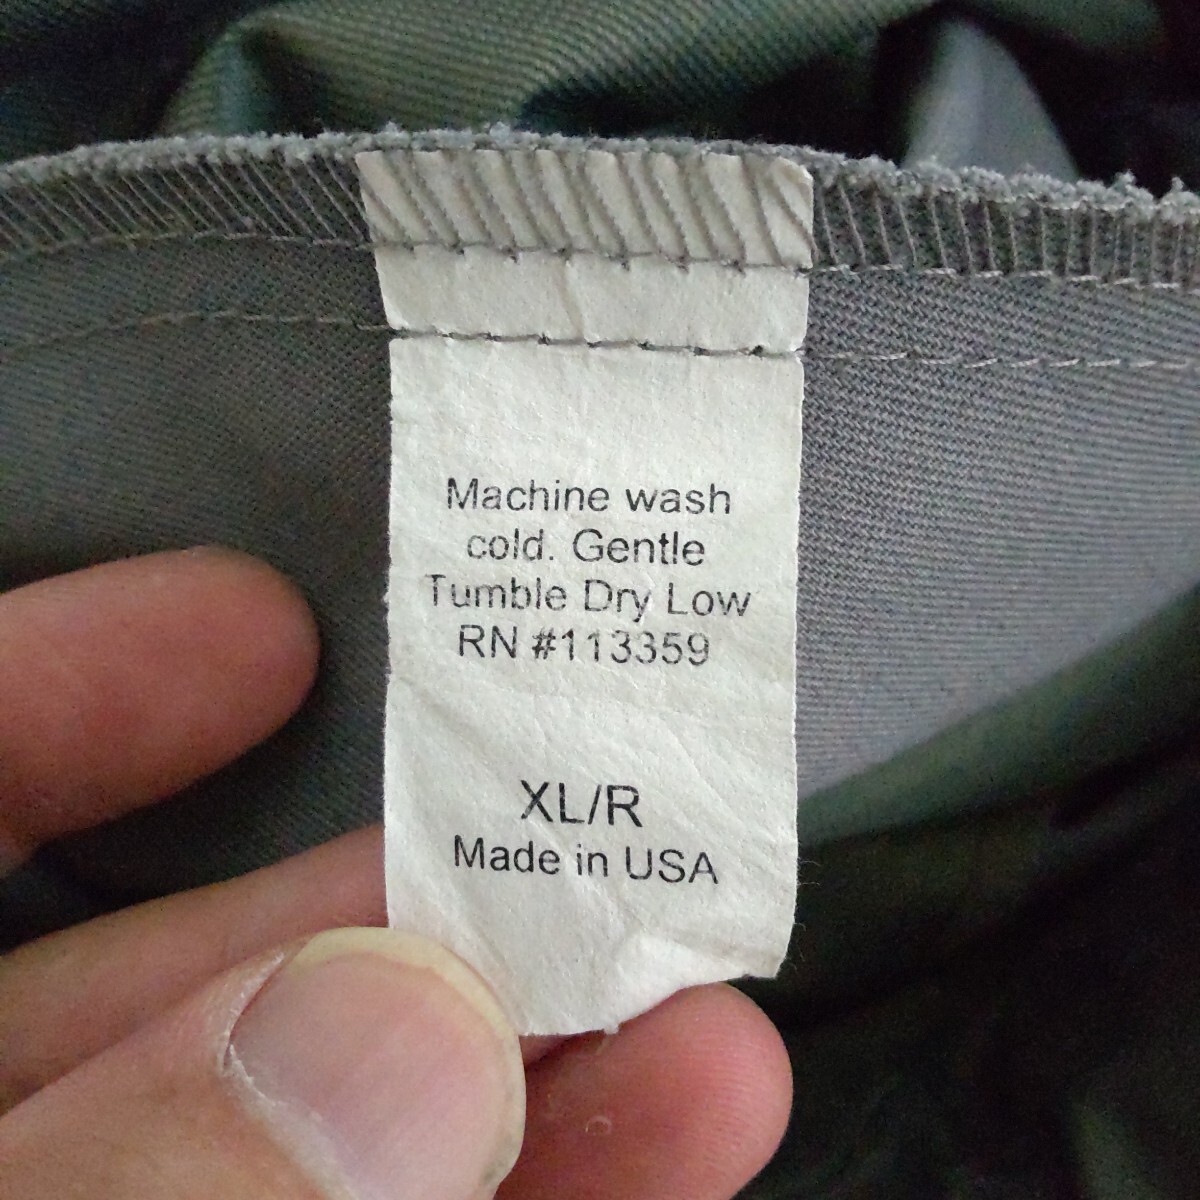 Machine wash
cold. Gentle
Tumble Dry Low
RN #113359
XL/R
Made in USA